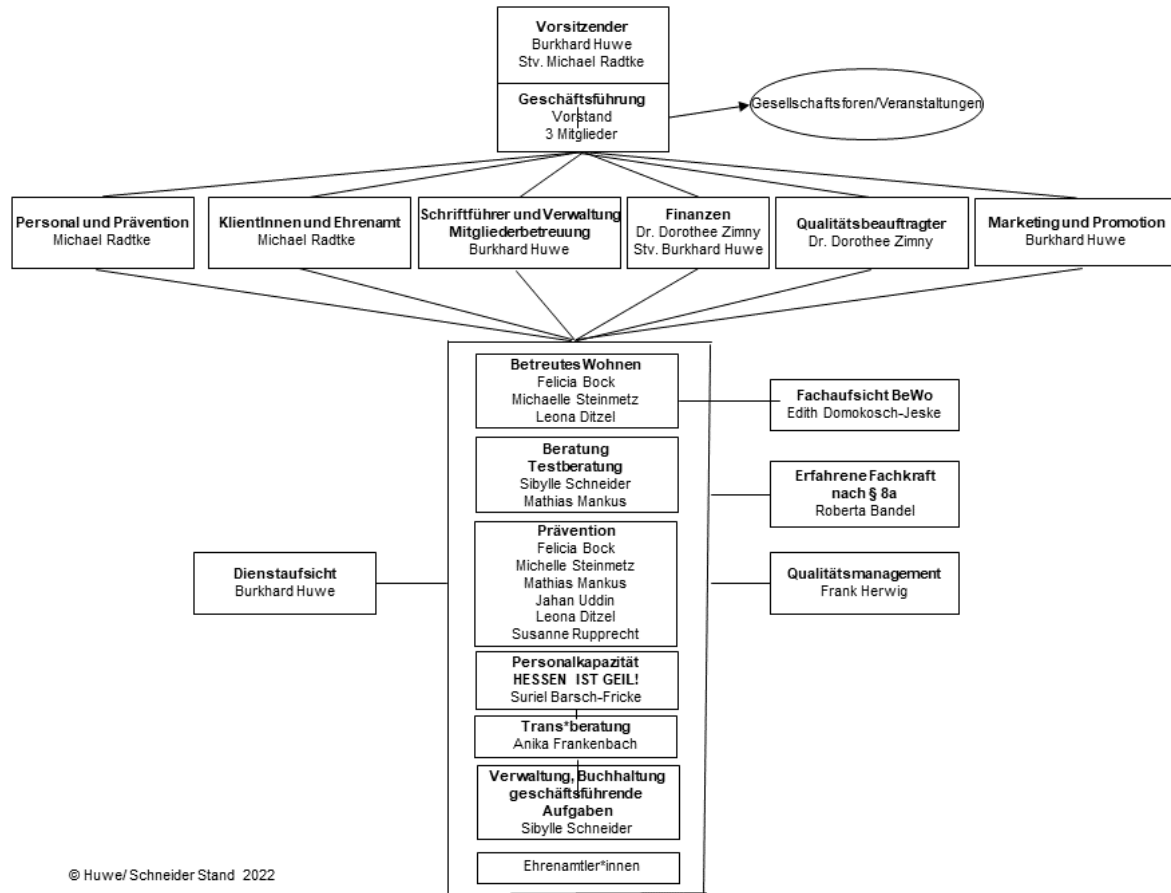 Vorsitzender
Burkhard Huwe
Stv. Michael Radtke
Geschäftsführung
Vorstand
3 Mitglieder
Gesellschaftsforen/Veranstaltungen
Personal und Prävention
Michael Radtke
KlientInnen und Ehrenamt
Michael Radtke
Schriftführer und Verwaltung
Mitgliederbetreuung
Burkhard Huwe
Finanzen
Dr. Dorothee Zimny
Stv. Burkhard Huwe
Qualitätsbeauftragter
Dr. Dorothee Zimny
Marketing und Promotion
Burkhard Huwe
Betreutes Wohnen
Felicia Bock
Michaelle Steinmetz
Leona Ditzel
Fachaufsicht BeWo
Edith Domokosch-Jeske
Beratung
Testberatung
Sibylle Schneider
Mathias Mankus
Erfahrene Fachkraft
nach § 8a
Roberta Bandel
Prävention
Felicia Bock
Michelle Steinmetz
Mathias Mankus
Jahan Uddin
Leona Ditzel
Susanne Rupprecht
Dienstaufsicht
Burkhard Huwe
Qualitätsmanagement
Frank Herwig
Personalkapazität
HESSEN IST GEIL!
Suriel Barsch-Fricke
Trans*beratung
Anika Frankenbach
Verwaltung, Buchhaltung
geschäftsführende
Aufgaben
Sibylle Schneider
Ehrenamtler*innen
© Huwe/ Schneider Stand 2022